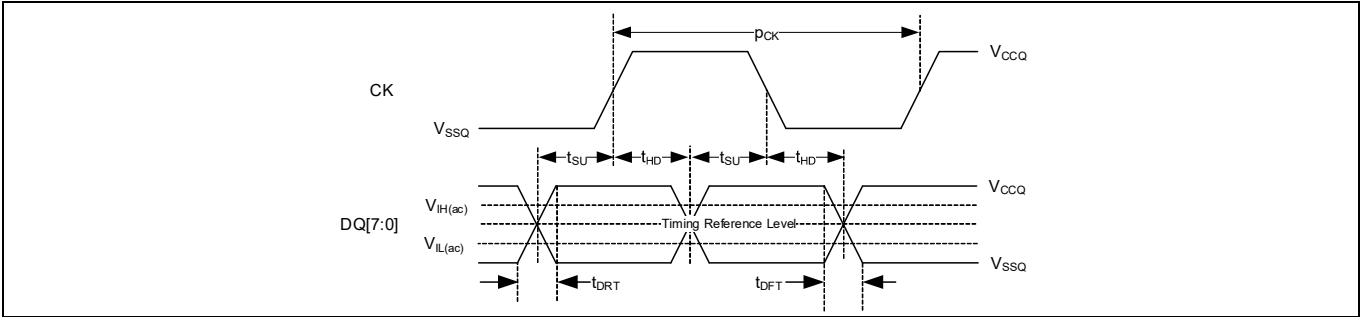 pCK
VCCQ
CK
VSSQ
tSU tHD tSU tHD
VCCQ
VIH(ac)
DQ[7:0] Timing Reference Level
VIL(ac)
VSSQ
tDRT tDFT